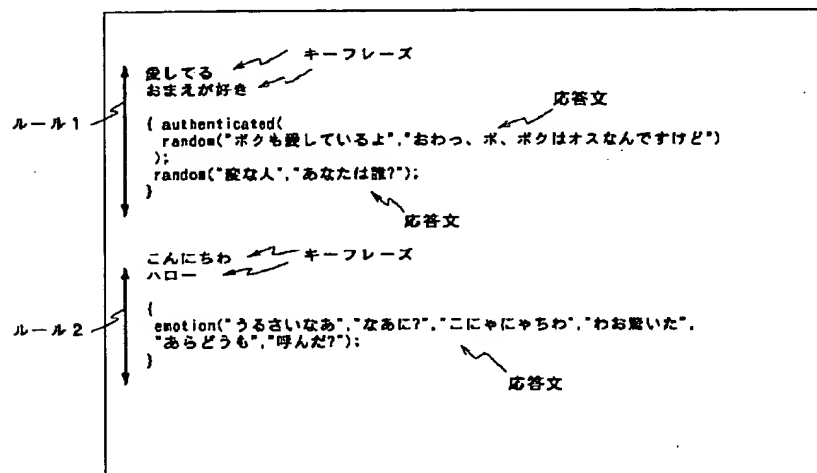 キーフレーズ
愛してる
おまえが好き
応答文
ルール1
{ authenticated(
random("ボクも愛しているよ","おわっ、ボ、ボクはオスなんですけど")
);
random("変な人","あなたは誰?");
}
応答文
こんにちわ
キーフレーズ
ハロー
{
ルール2
emotion("うるさいなあ","なあに?","こにゃにゃちわ","わお驚いた",
"あらどうも","呼んだ?");
}
応答文